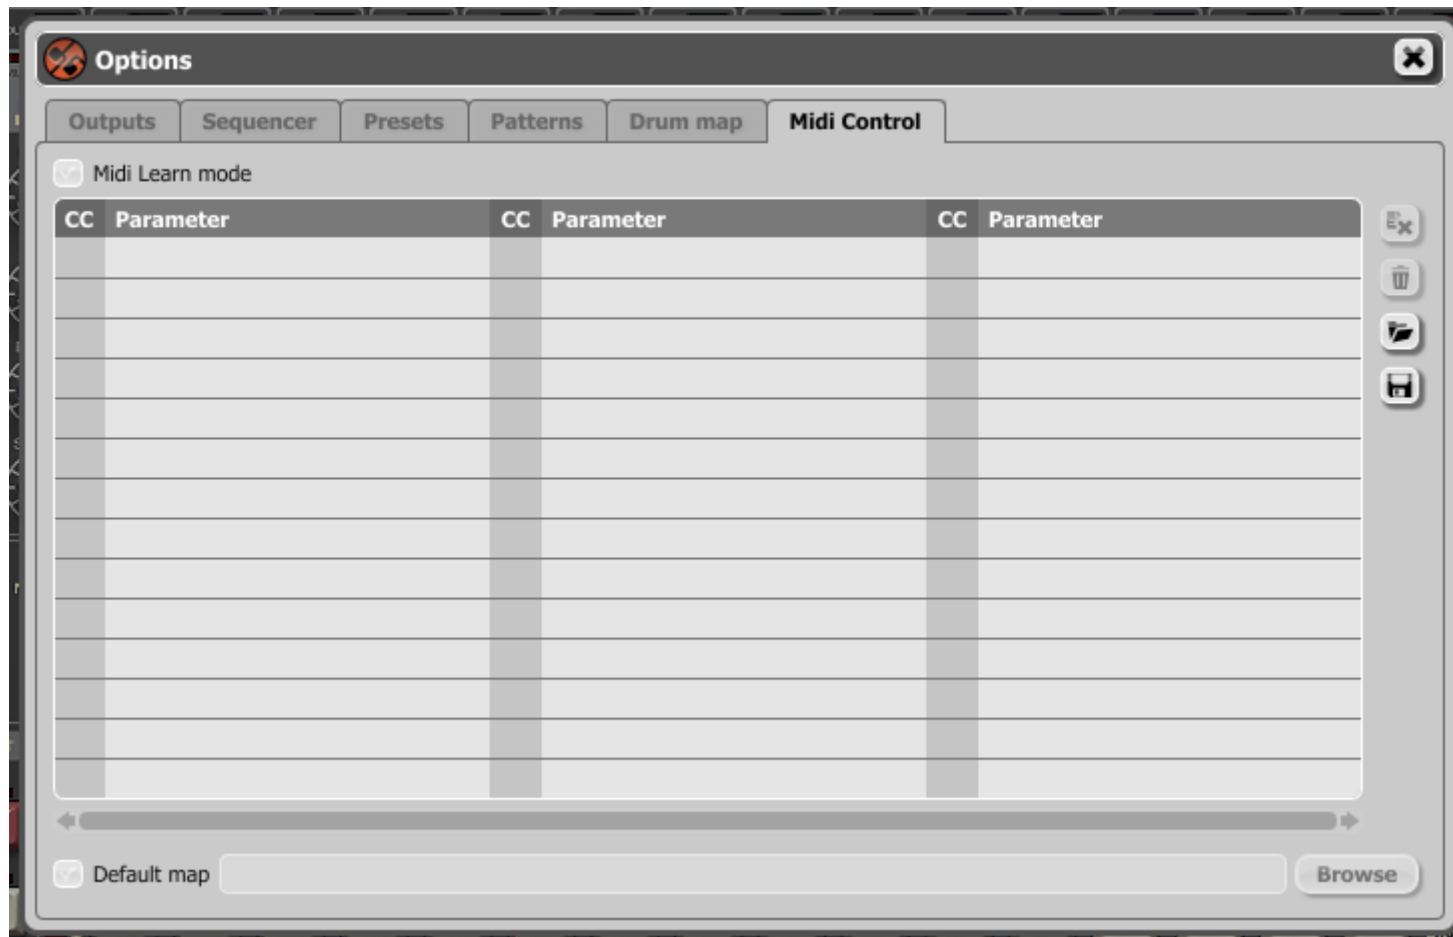 Options
Outputs Sequencer Presets Patterns Drum map Midi Control
Midi Learn mode
CC Parameter CC Parameter CC Parameter
Default map Browse